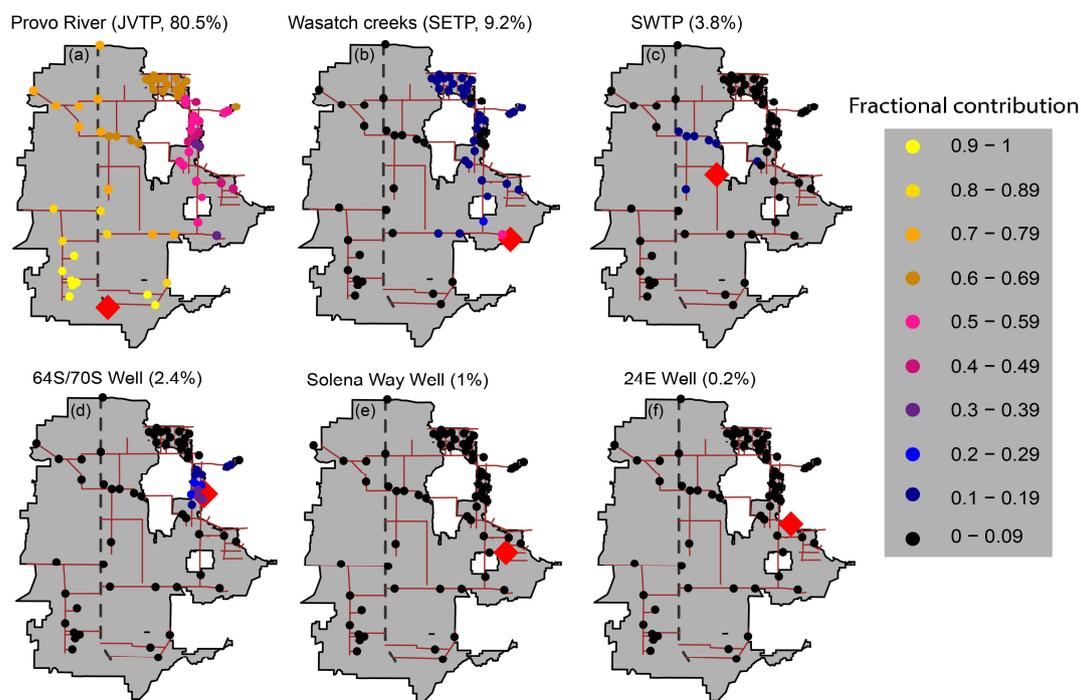 Provo River (JVTP, 80.5%)
Wasatch creeks (SETP, 9.2%)
SWTP (3.8%)
(a)
(b)
(c)
Fractional contribution
0.9 – 1
0.8 – 0.89
0.7 – 0.79
0.6 – 0.69
0.5 – 0.59
0.4 – 0.49
0.3 – 0.39
0.2 – 0.29
0.1 – 0.19
0 – 0.09
64S/70S Well (2.4%)
Solena Way Well (1%)
24E Well (0.2%)
(d)
(e)
(f)